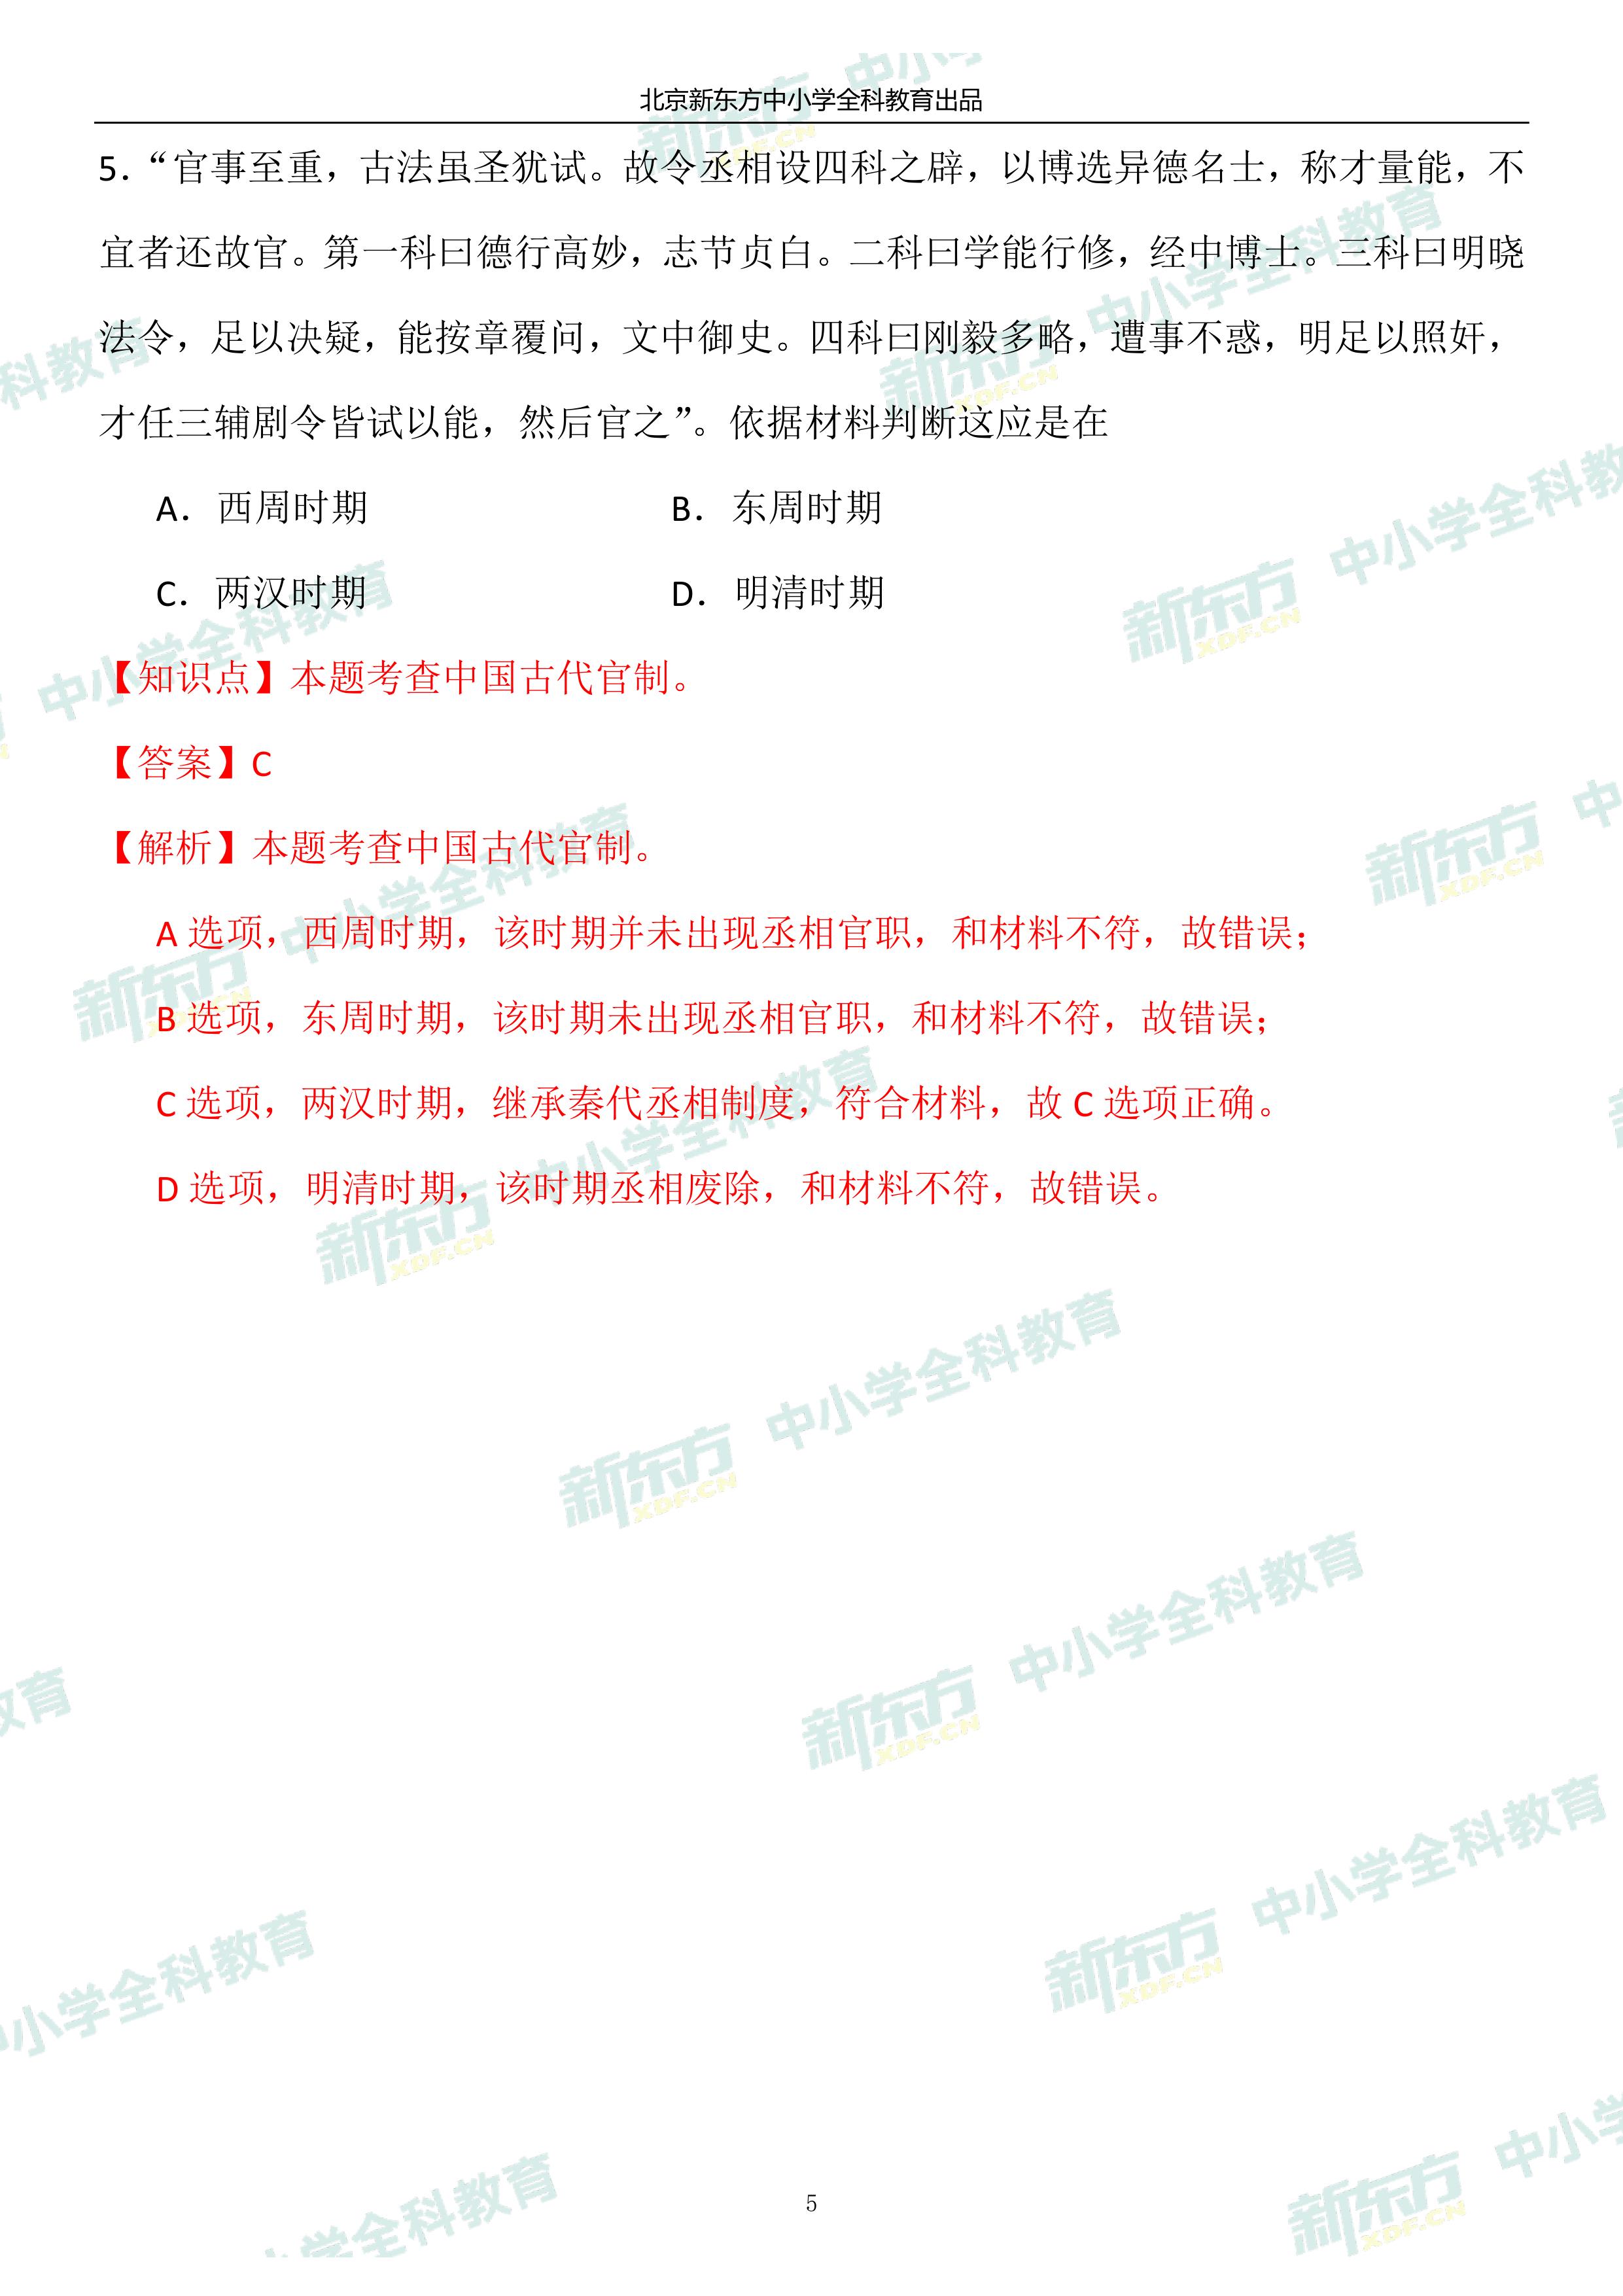 北京新东方中小学全科教育出品
5．“官事至重，古法虽圣犹试。故令丞相设四科之辟，以博选异德名士，称才量能，不
宜者还故官。第一科曰德行高妙，志节贞白。二科曰学能行修，经中博士。三科曰明晓
法令，足以决疑，能按章覆问，文中御史。四科曰刚毅多略，遭事不惑，明足以照奸，
才任三辅剧令皆试以能，然后官之”。依据材料判断这应是在
A．西周时期 B．东周时期
C．两汉时期 D．明清时期
【知识点】本题考查中国古代官制。
【答案】C
【解析】本题考查中国古代官制。
A 选项，西周时期，该时期并未出现丞相官职，和材料不符，故错误；
B 选项，东周时期，该时期未出现丞相官职，和材料不符，故错误；
C 选项，两汉时期，继承秦代丞相制度，符合材料，故 C 选项正确。
D 选项，明清时期，该时期丞相废除，和材料不符，故错误。
新东方 XDF.CN 中小学全科教育
5